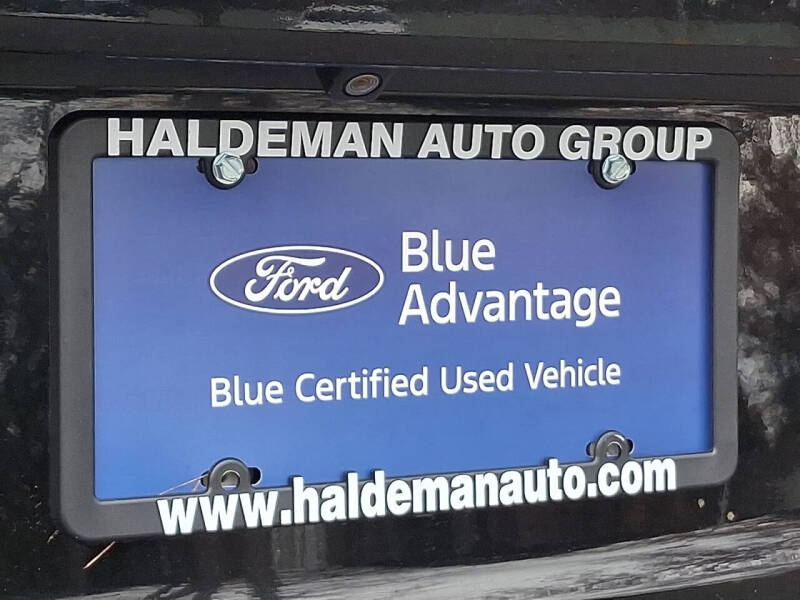 HALDEMAN AUTO GROUP
Ford
Blue
Advantage
Blue Certified Used Vehicle
www.haldemanauto.com